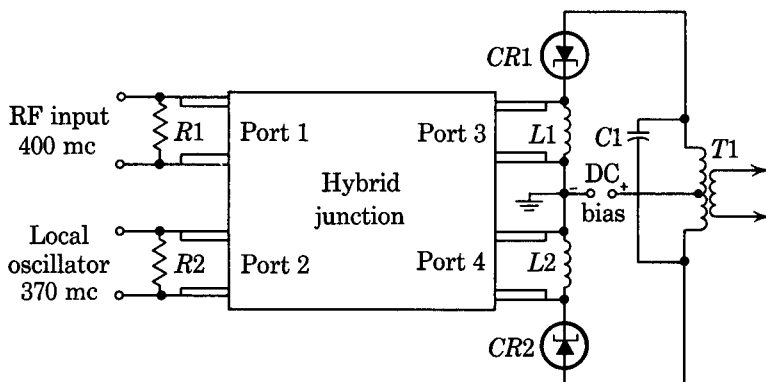 CR1
RF input
400 mc
R1
Port 1
Port 3
L1
C1
T1
Hybrid
junction
DC
bias
- +
Local
oscillator
370 mc
R2
Port 2
Port 4
L2
CR2